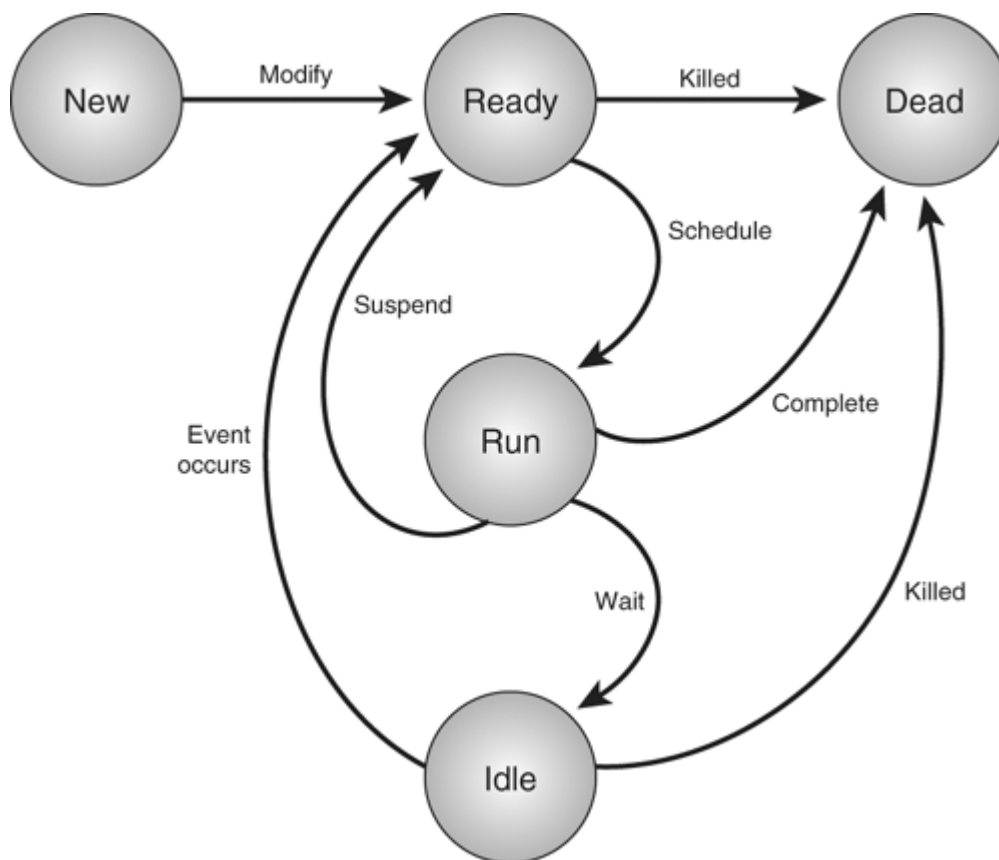 New
Modify
Ready
Killed
Dead
Schedule
Suspend
Complete
Event
occurs
Run
Wait
Killed
Idle